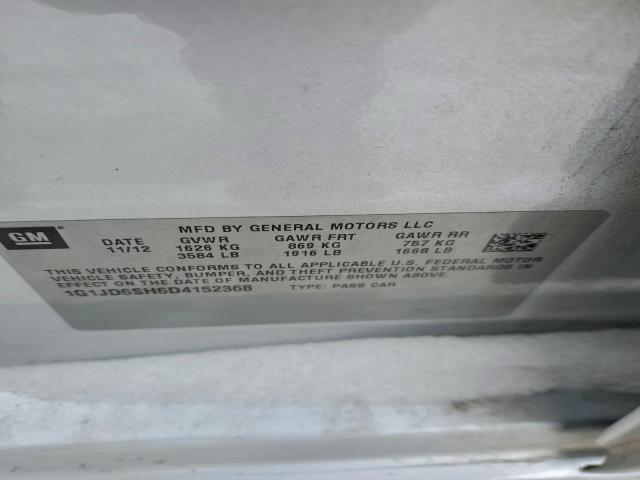 GM
MFD BY GENERAL MOTORS LLC
DATE GVWR GAWR FRT GAWR RR
11/12 1626 KG 869 KG 757 KG
3584 LB 1916 LB 1668 LB
THIS VEHICLE CONFORMS TO ALL APPLICABLE U.S. FEDERAL MOTOR
VEHICLE SAFETY, BUMPER, AND THEFT PREVENTION STANDARDS IN
EFFECT ON THE DATE OF MANUFACTURE SHOWN ABOVE.
1G1JD6SH6D4152368 TYPE: PASS CAR